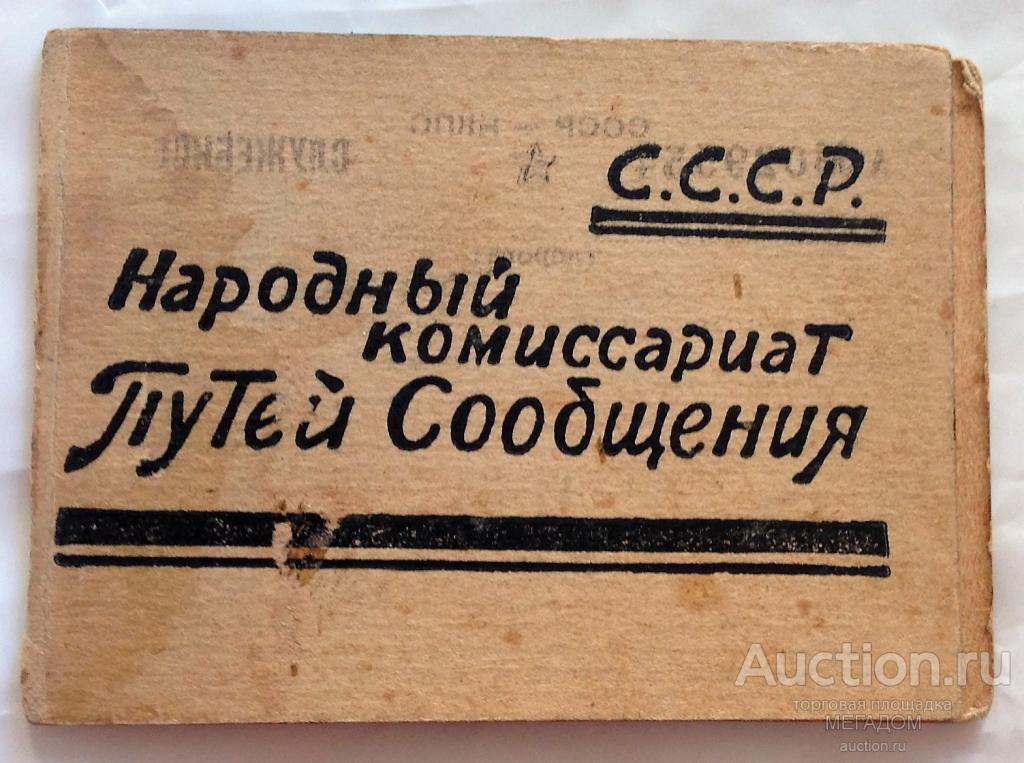 С.С.С.Р.
Народный
комиссариат
Путей Сообщения
Auction.ru
торговая площадка
МЕГАДОМ
auction.ru